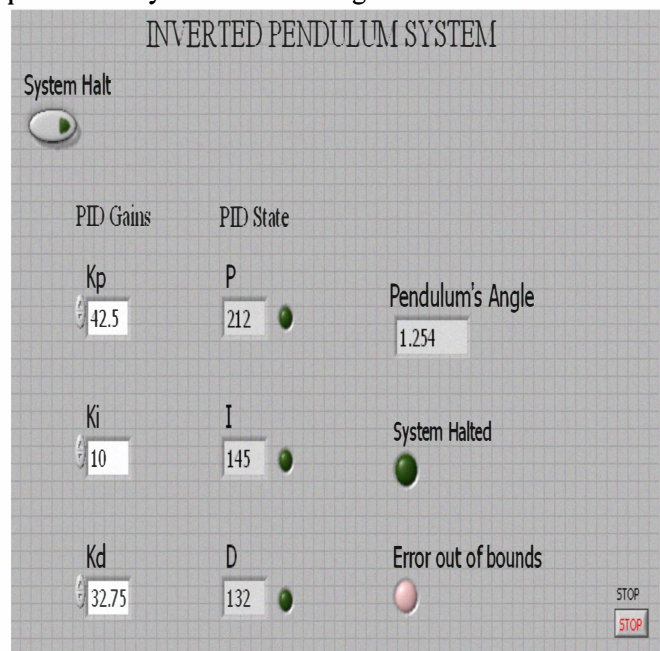 INVERTED PENDULUM SYSTEM
System Halt
PID Gains PID State
Kp P
42.5 212
Pendulum's Angle
1.254
Ki I
10 145
System Halted
Kd D
32.75 132
Error out of bounds
STOP
STOP